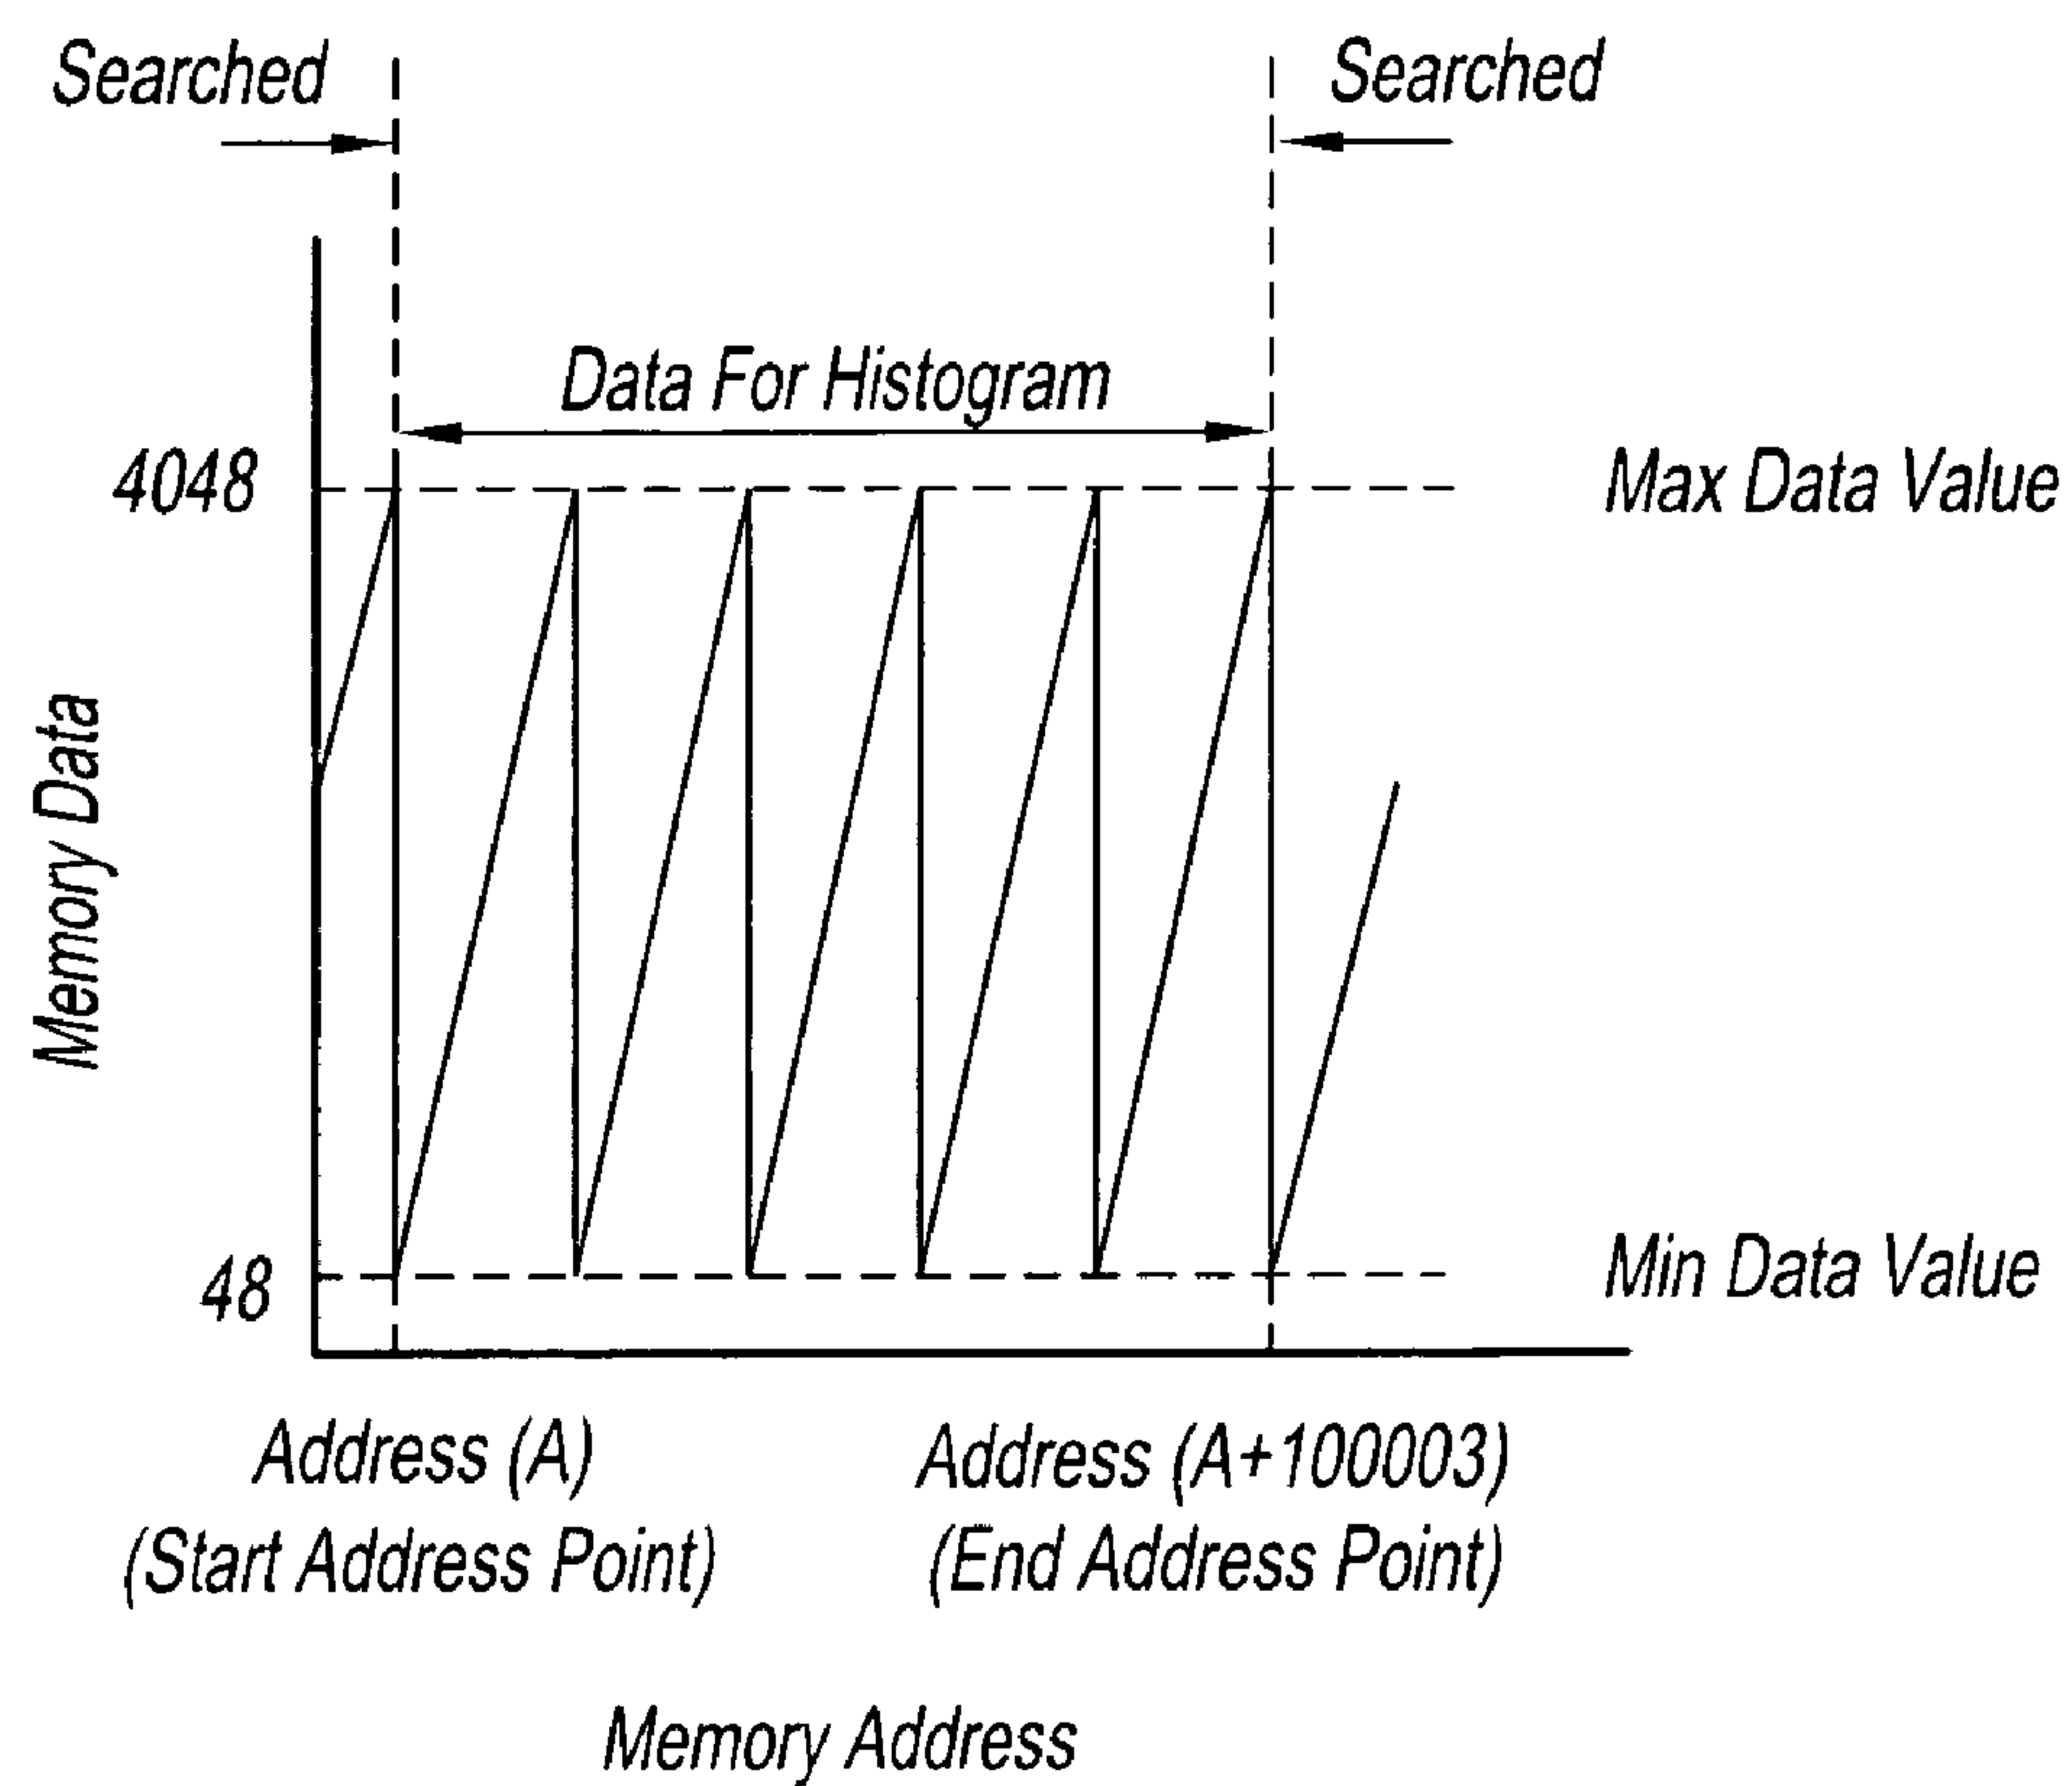 Searched
Searched
Data For Histogram
4048
Max Data Value
Memory Data
48
Min Data Value
Address (A)
(Start Address Point)
Address (A+100003)
(End Address Point)
Memory Address